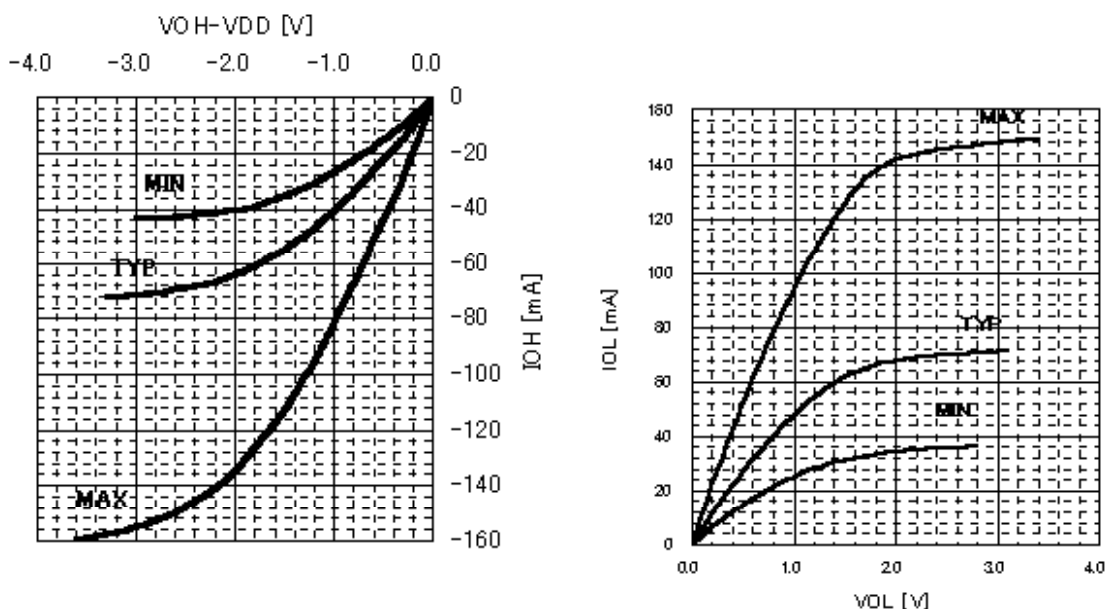 VOH-VDD [V]
-4.0 -3.0 -2.0 -1.0 0.0
0
-20
-40
-60
-80
-100
-120
-140
-160
IOH [mA]
MIN
TYP
MAX
160
140
120
100
80
60
40
20
0
IOL [mA]
MAX
TYP
MIN
0.0 1.0 2.0 3.0 4.0
VOL [V]